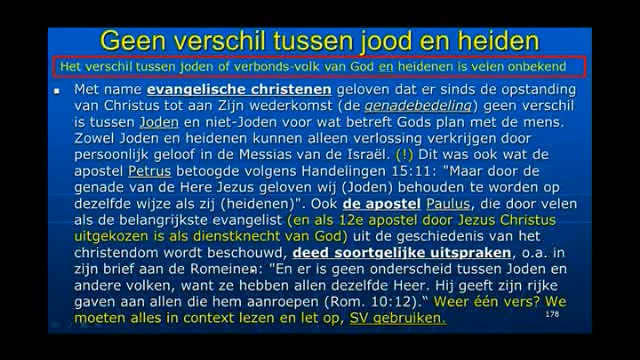 Geen verschil tussen jood en heiden
Het verschil tussen joden of verbonds-volk van God en heidenen is velen onbekend
Met name evangelische christenen geloven dat er sinds de opstanding
van Christus tot aan Zijn wederkomst (de genadebedeling) geen verschil
is tussen Joden en niet-Joden voor wat betreft Gods plan met de mens.
Zowel Joden en heidenen kunnen alleen verlossing verkrijgen door
persoonlijk geloof in de Messias van de Israël. (!) Dit was ook wat de
apostel Petrus betoogde volgens Handelingen 15:11: "Maar door de
genade van de Here Jezus geloven wij (Joden) behouden te worden op
dezelfde wijze als zij (heidenen)". Ook de apostel Paulus, die door velen
als de belangrijkste evangelist (en als 12e apostel door Jezus Christus
uitgekozen is als dienstknecht van God) uit de geschiedenis van het
christendom wordt beschouwd, deed soortgelijke uitspraken, o.a. in
zijn brief aan de Romeinen: "En er is geen onderscheid tussen Joden en
andere volken, want ze hebben allen dezelfde Heer. Hij geeft zijn rijke
gaven aan allen die hem aanroepen (Rom. 10:12)." Weer één vers? We
moeten alles in context lezen en let op, SV gebruiken.
178